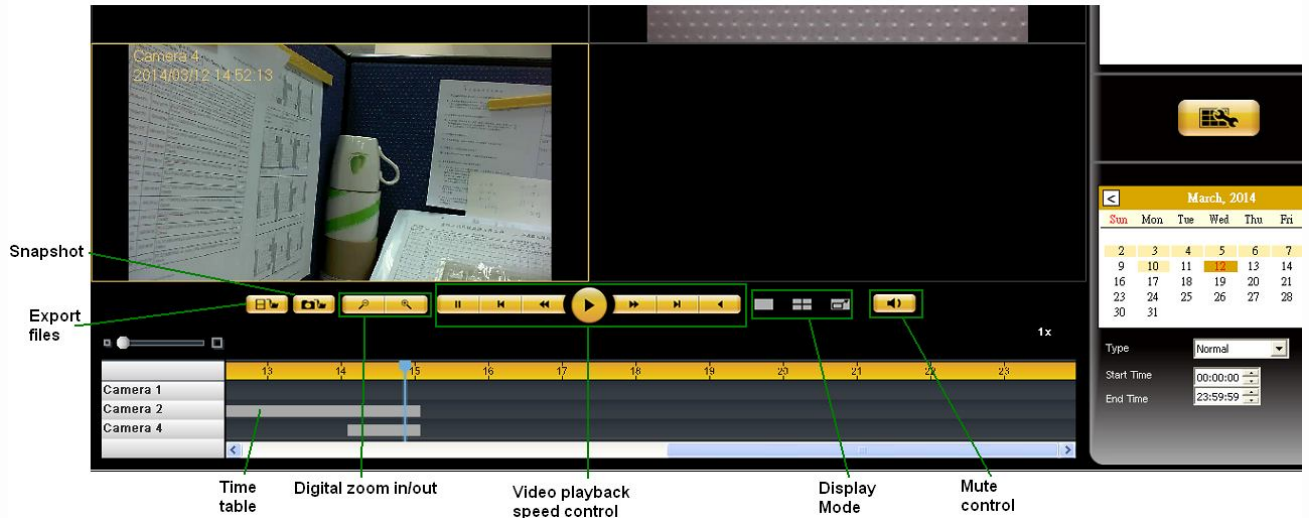 Camera 4
2014/03/12 14:52:13
March, 2014
Sun Mon Tue Wed Thu Fri
2 3 4 5 6 7
9 10 11 12 13 14
16 17 18 19 20 21
23 24 25 26 27 28
30 31
Snapshot
Export
files
1x
Type Normal
Start Time 00:00:00
End Time 23:59:59
13 14 15 16 17 18 19 20 21 22 23
Camera 1
Camera 2
Camera 4
Time
table
Digital zoom in/out
Video playback
speed control
Display
Mode
Mute
control